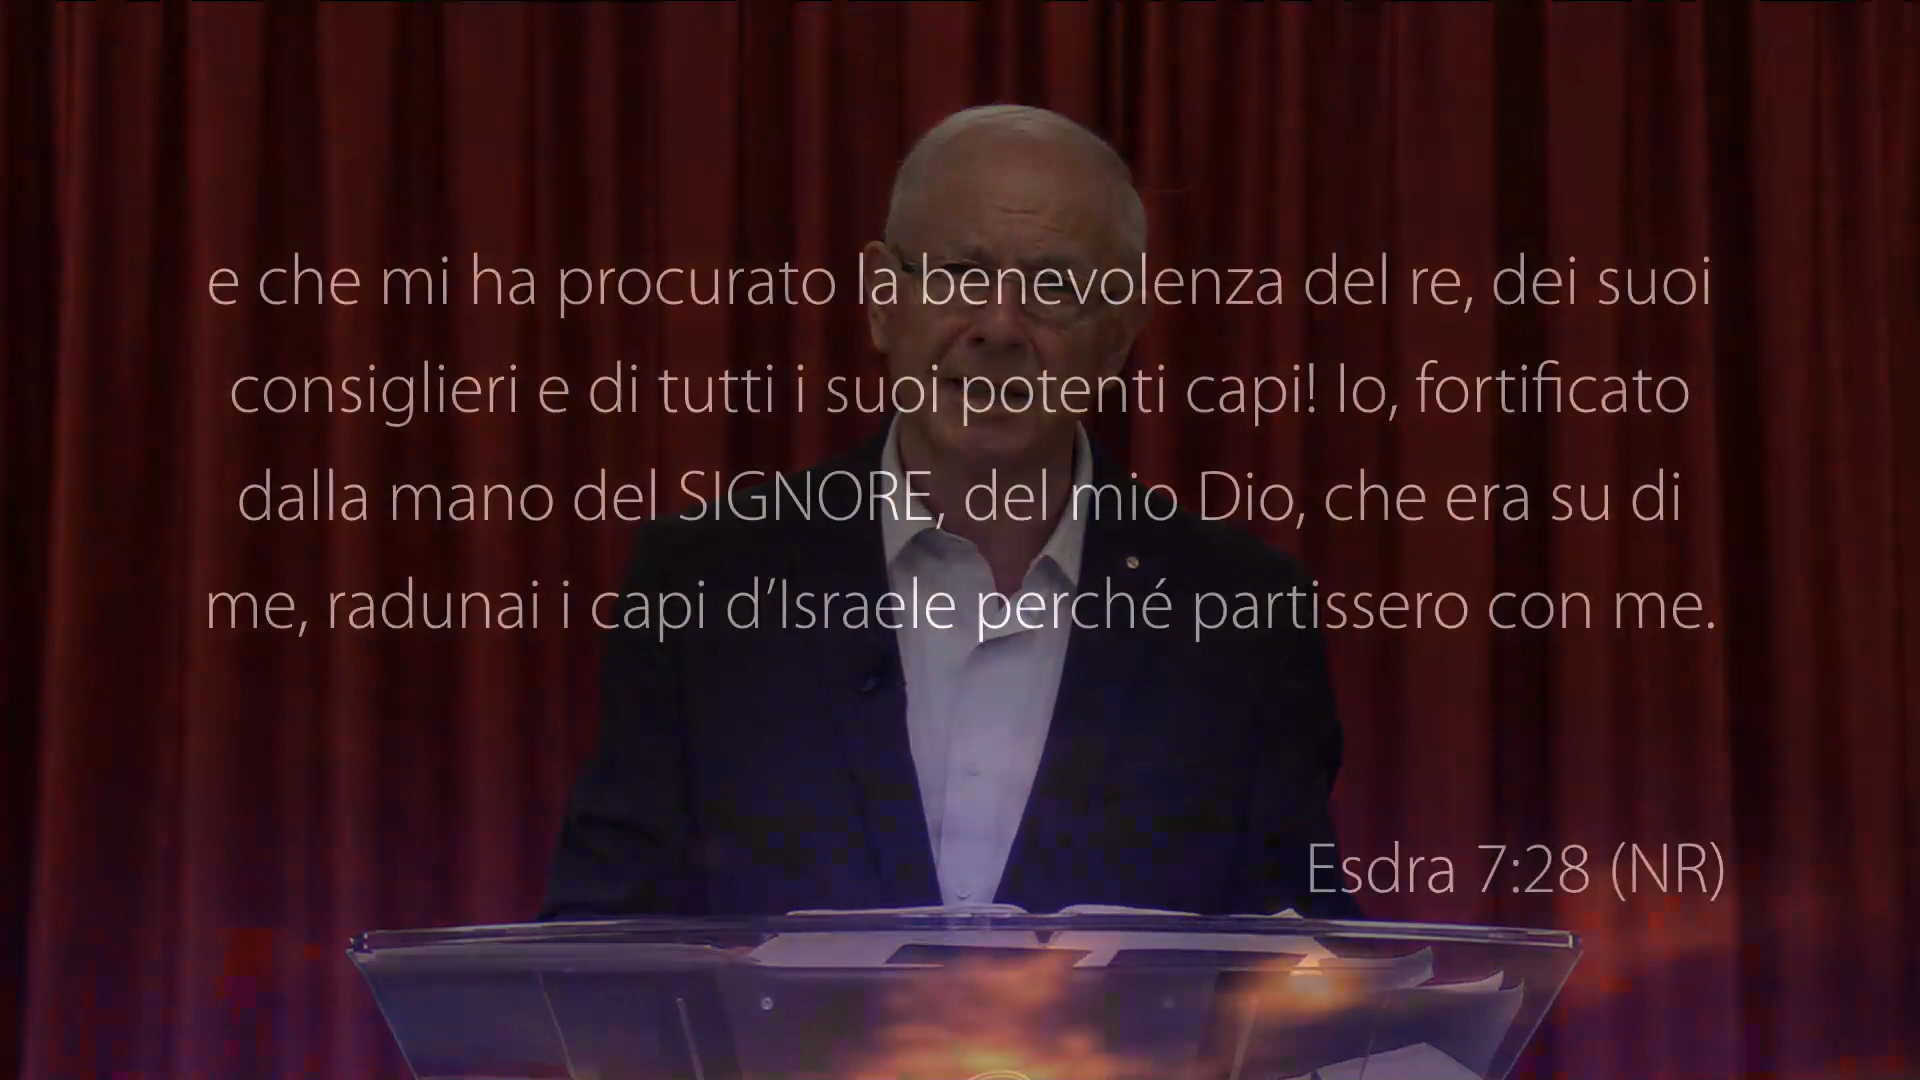 e che mi ha procurato la benevolenza del re, dei suoi
consiglieri e di tutti i suoi potenti capi! Io, fortificato
dalla mano del SIGNORE, del mio Dio, che era su di
me, radunai i capi d’Israele perché partissero con me.
Esdra 7:28 (NR)